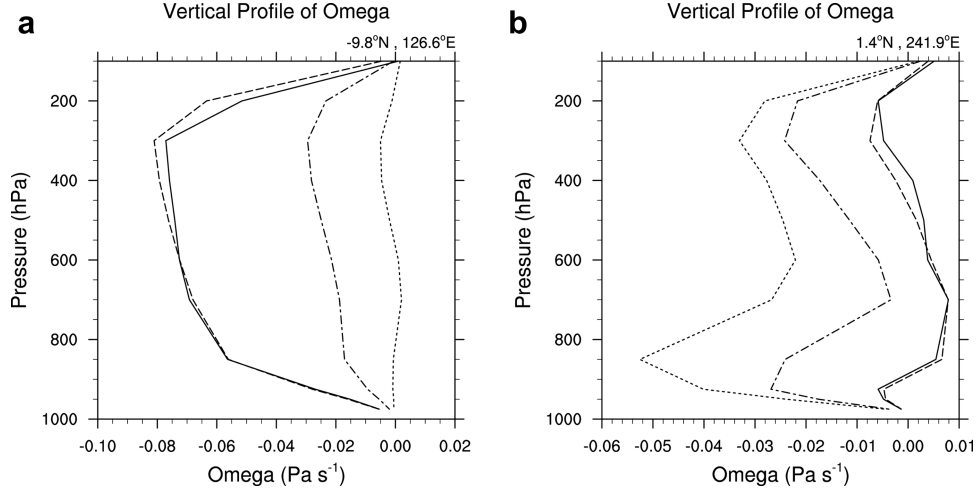 a
Vertical Profile of Omega
-9.8°N , 126.6°E
Pressure (hPa)
200
400
600
800
1000
-0.10 -0.08 -0.06 -0.04 -0.02 0.00 0.02
Omega (Pa s⁻¹)
b
Vertical Profile of Omega
1.4°N , 241.9°E
Pressure (hPa)
200
400
600
800
1000
-0.06 -0.05 -0.04 -0.03 -0.02 -0.01 0.00 0.01
Omega (Pa s⁻¹)